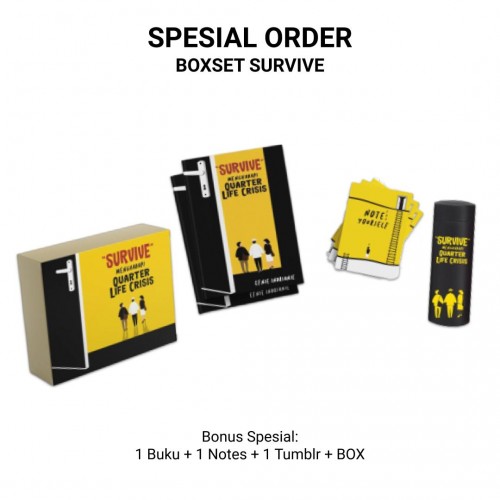 SPESIAL ORDER
BOXSET SURVIVE
"SURVIVE"
MENGHADAPI
QUARTER
LIFE CRISIS
"SURVIVE"
MENGHADAPI
QUARTER
LIFE CRISIS
NOTE:
YOURSELF
"SURVIVE"
MENGHADAPI
QUARTER
LIFE CRISIS
Bonus Spesial:
1 Buku + 1 Notes + 1 Tumblr + BOX